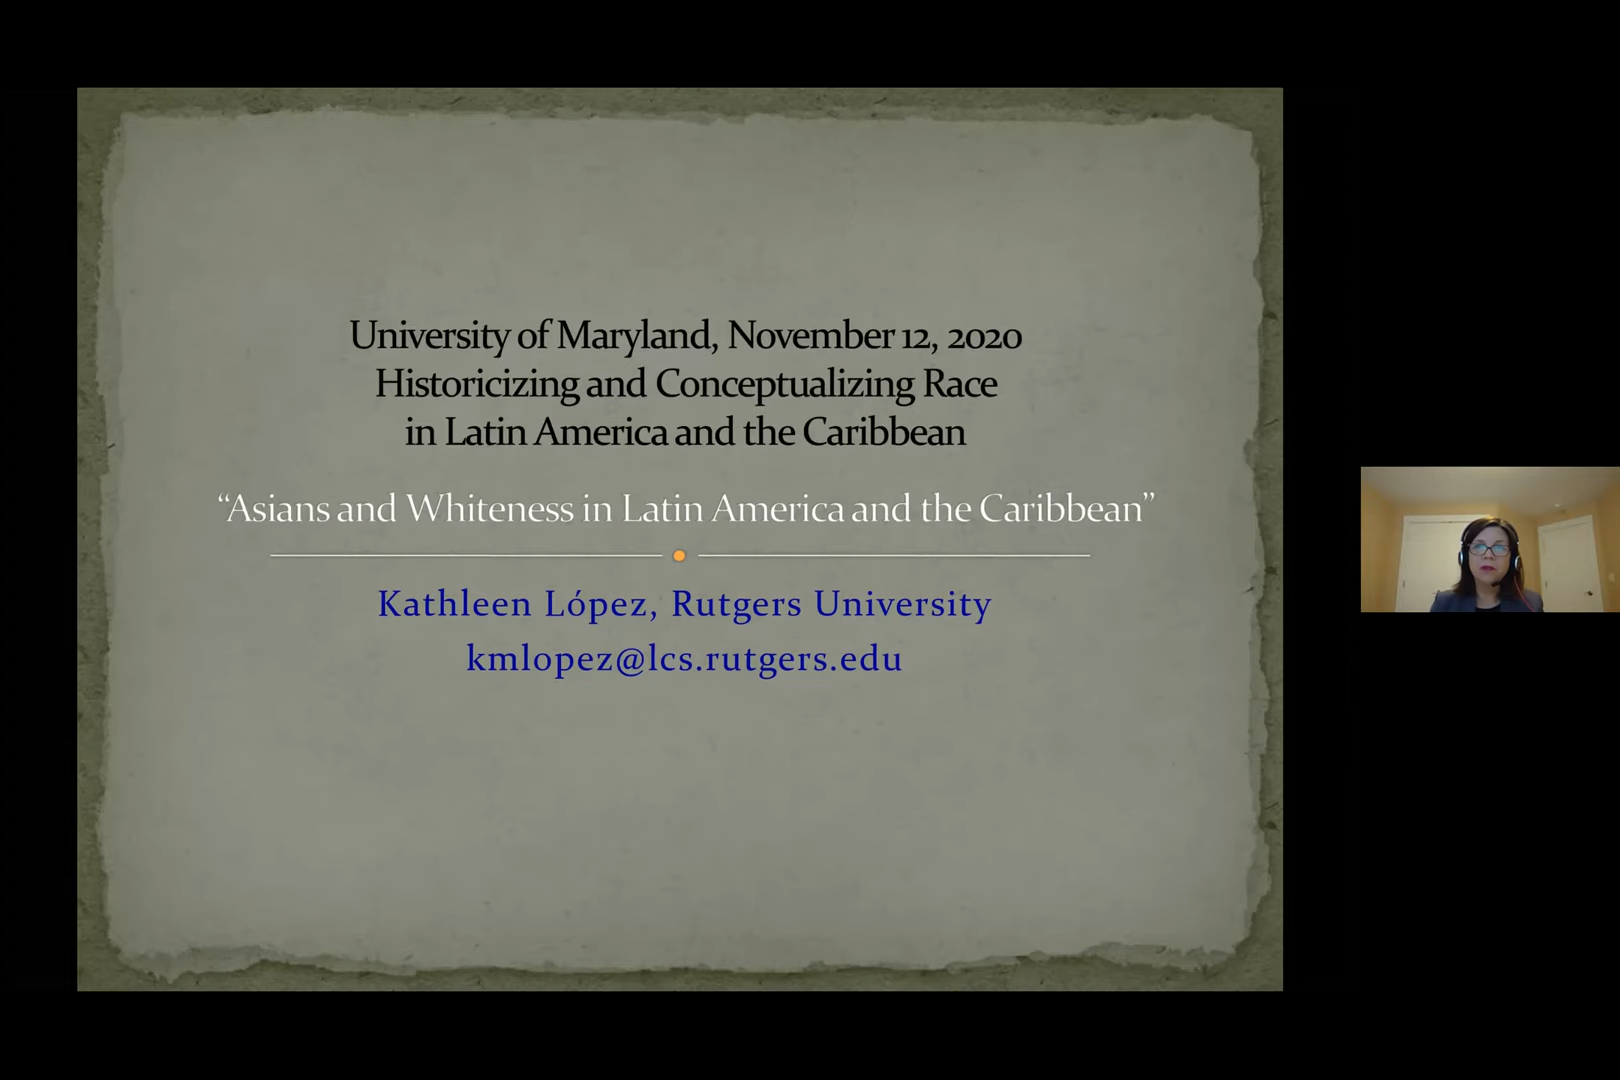 University of Maryland, November 12, 2020
Historicizing and Conceptualizing Race
in Latin America and the Caribbean
“Asians and Whiteness in Latin America and the Caribbean”
Kathleen López, Rutgers University
kmlopez@lcs.rutgers.edu